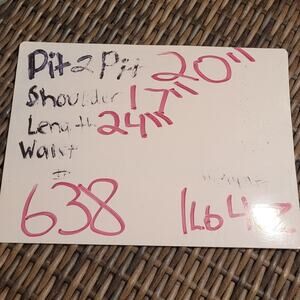 Pit 2 Pit 20"
Shoulder 17"
Length 24"
Waist
638 1LB 4oz